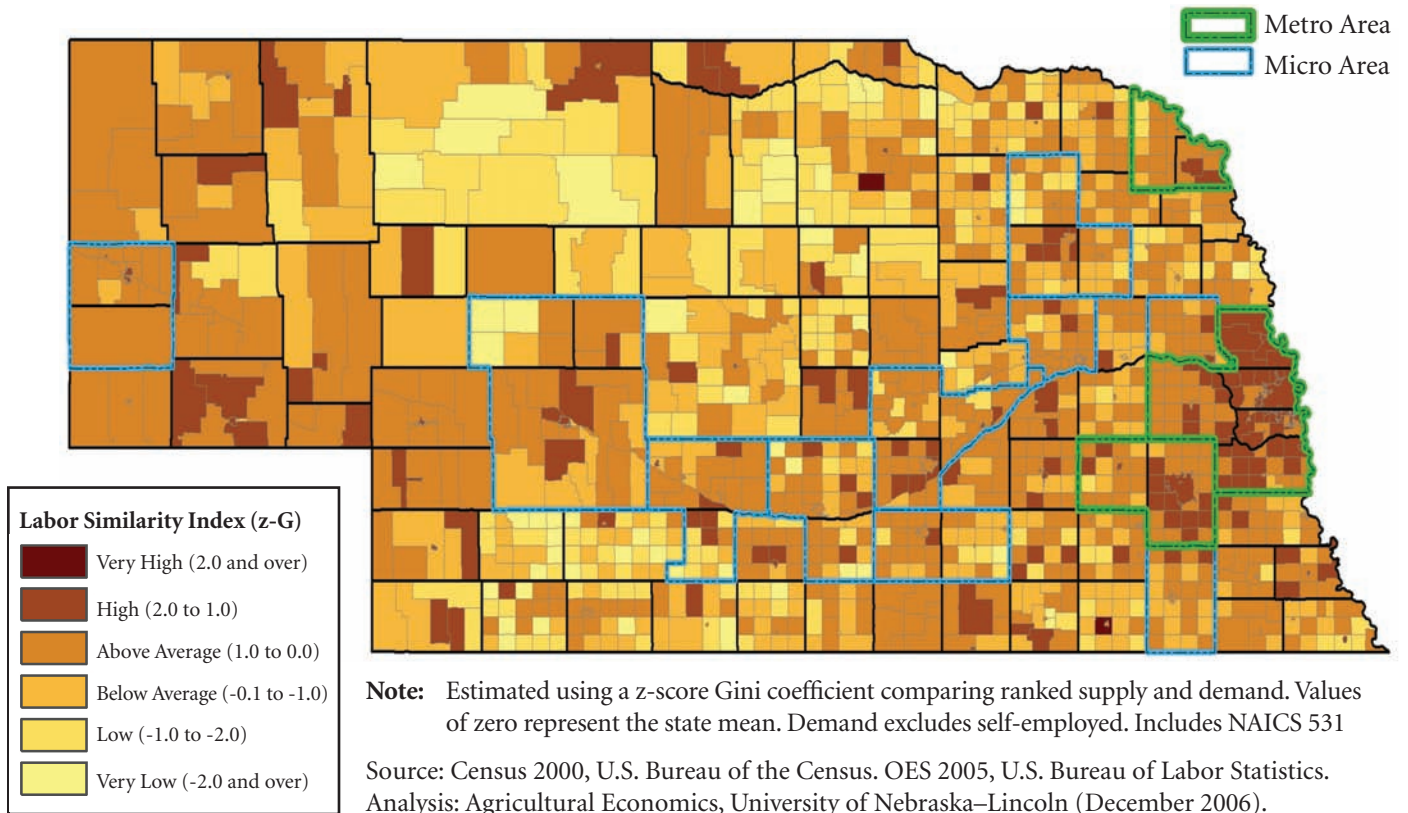 Metro Area
Micro Area
Labor Similarity Index (z-G)
Very High (2.0 and over)
High (2.0 to 1.0)
Above Average (1.0 to 0.0)
Below Average (-0.1 to -1.0)
Low (-1.0 to -2.0)
Very Low (-2.0 and over)
Note: Estimated using a z-score Gini coefficient comparing ranked supply and demand. Values
of zero represent the state mean. Demand excludes self-employed. Includes NAICS 531
Source: Census 2000, U.S. Bureau of the Census. OES 2005, U.S. Bureau of Labor Statistics.
Analysis: Agricultural Economics, University of Nebraska–Lincoln (December 2006).